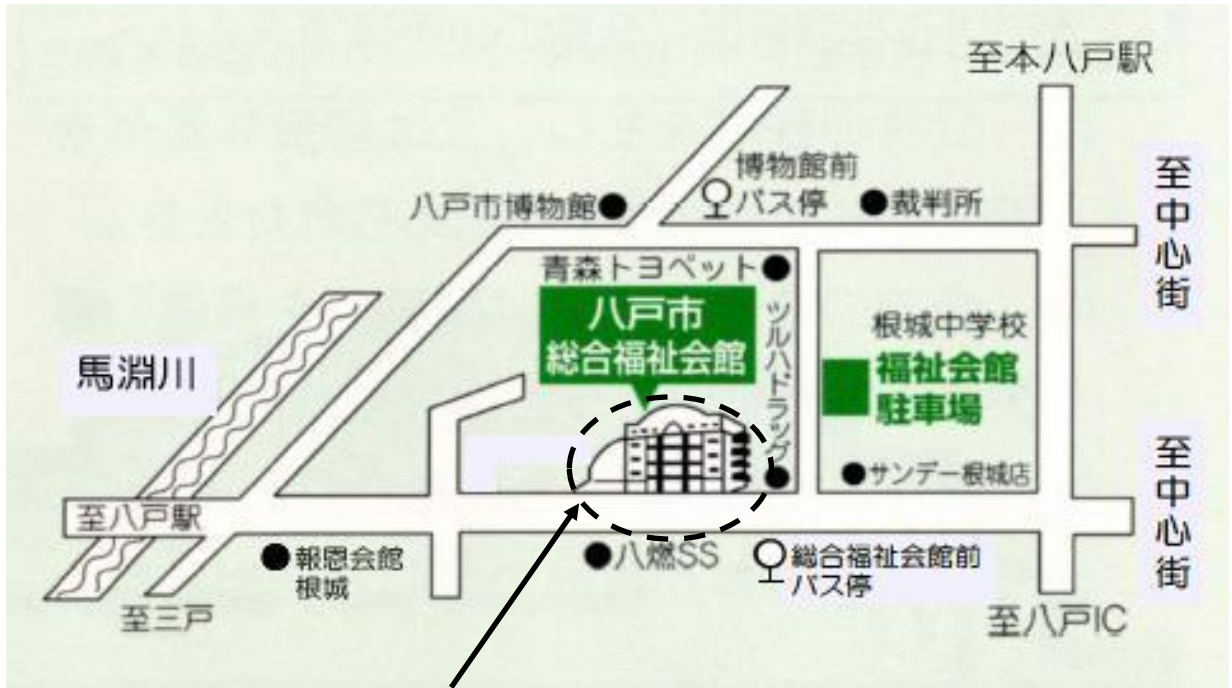 至本八戸駅
博物館前
バス停
八戸市博物館
裁判所
至中心街
青森トヨペット
八戸市
総合福祉会館
ツルハドラッグ
根城中学校
福祉会館
駐車場
馬淵川
サンデー根城店
至中心街
至八戸駅
報恩会館
根城
八燃SS
総合福祉会館前
バス停
至三戸
至八戸IC